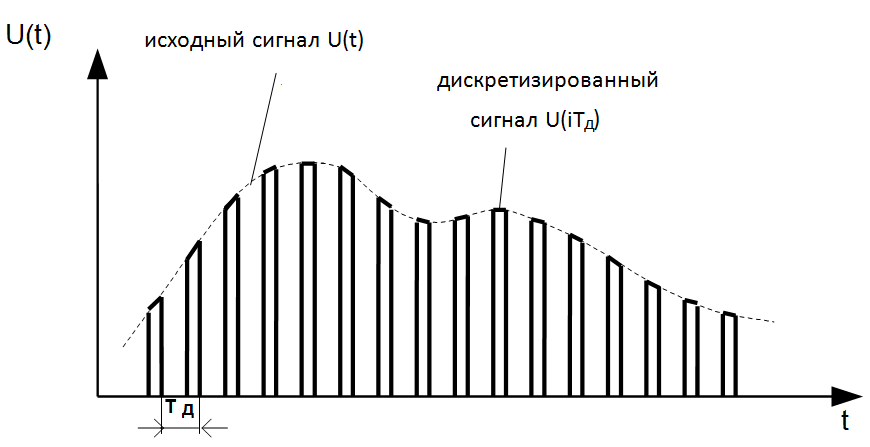 U(t)
исходный сигнал U(t)
дискретизированный
сигнал U(iTд)
Т д
t